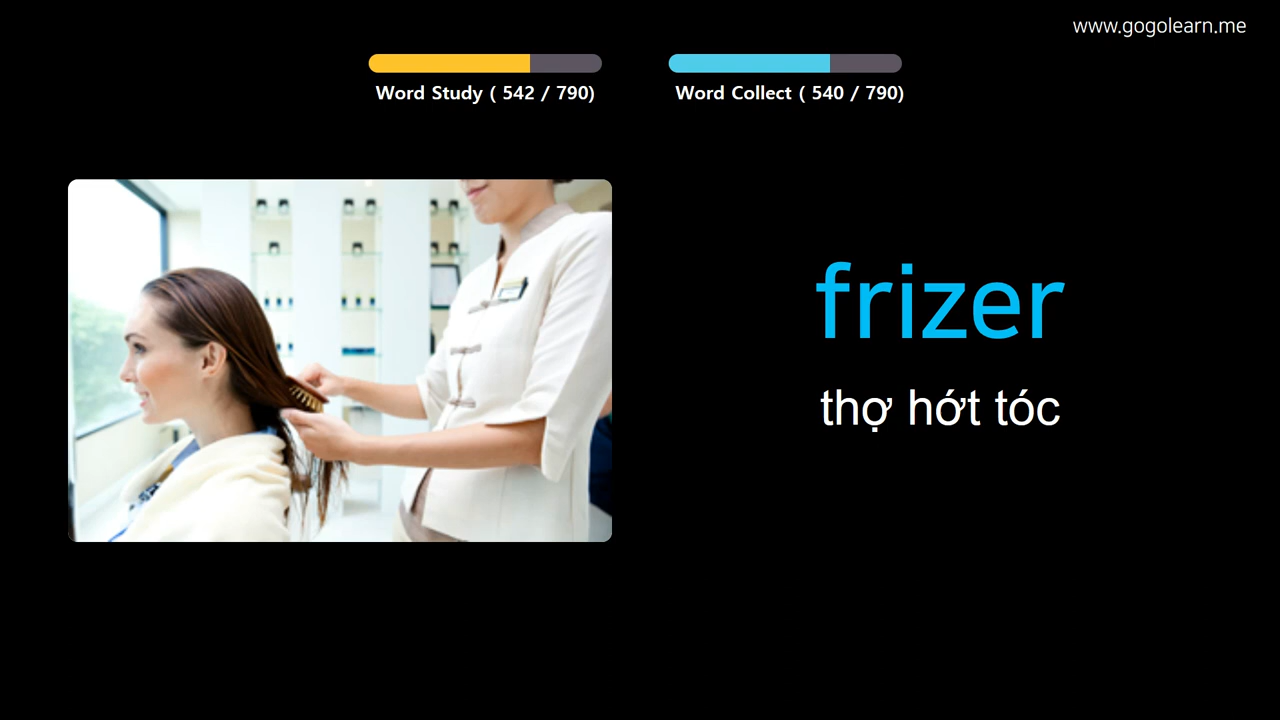 www.gogolearn.me
Word Study ( 542 / 790)
Word Collect ( 540 / 790)
frizer
thợ hớt tóc